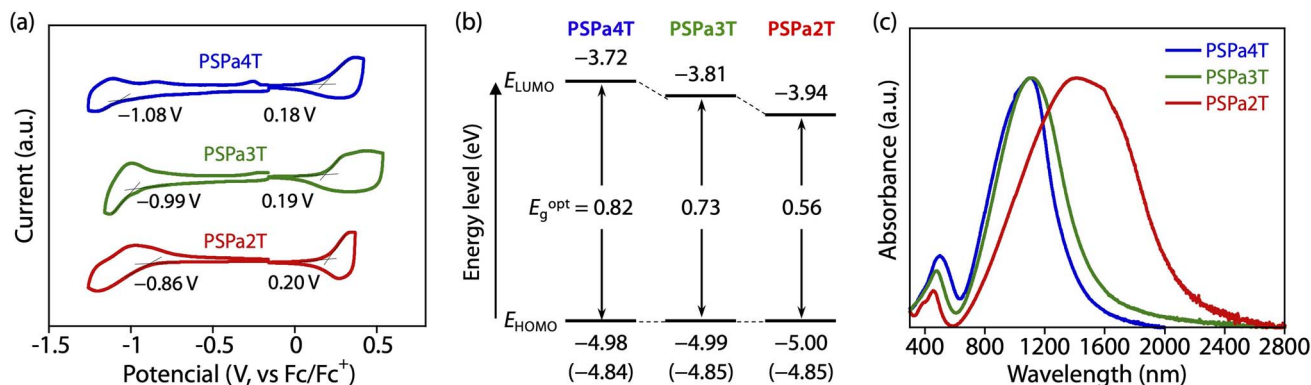 (a)
PSPa4T
−1.08 V
0.18 V
PSPa3T
−0.99 V
0.19 V
PSPa2T
−0.86 V
0.20 V
Current (a.u.)
−1.5
−1
−0.5
0
0.5
Potencial (V, vs Fc/Fc⁺)
(b)
PSPa4T PSPa3T PSPa2T
−3.72
−3.81
−3.94
E_LUMO
Energy level (eV)
E_g^opt = 0.82 0.73 0.56
E_HOMO
−4.98 −4.99 −5.00
(−4.84) (−4.85) (−4.85)
(c)
PSPa4T
PSPa3T
PSPa2T
Absorbance (a.u.)
400 800 1200 1600 2000 2400 2800
Wavelength (nm)